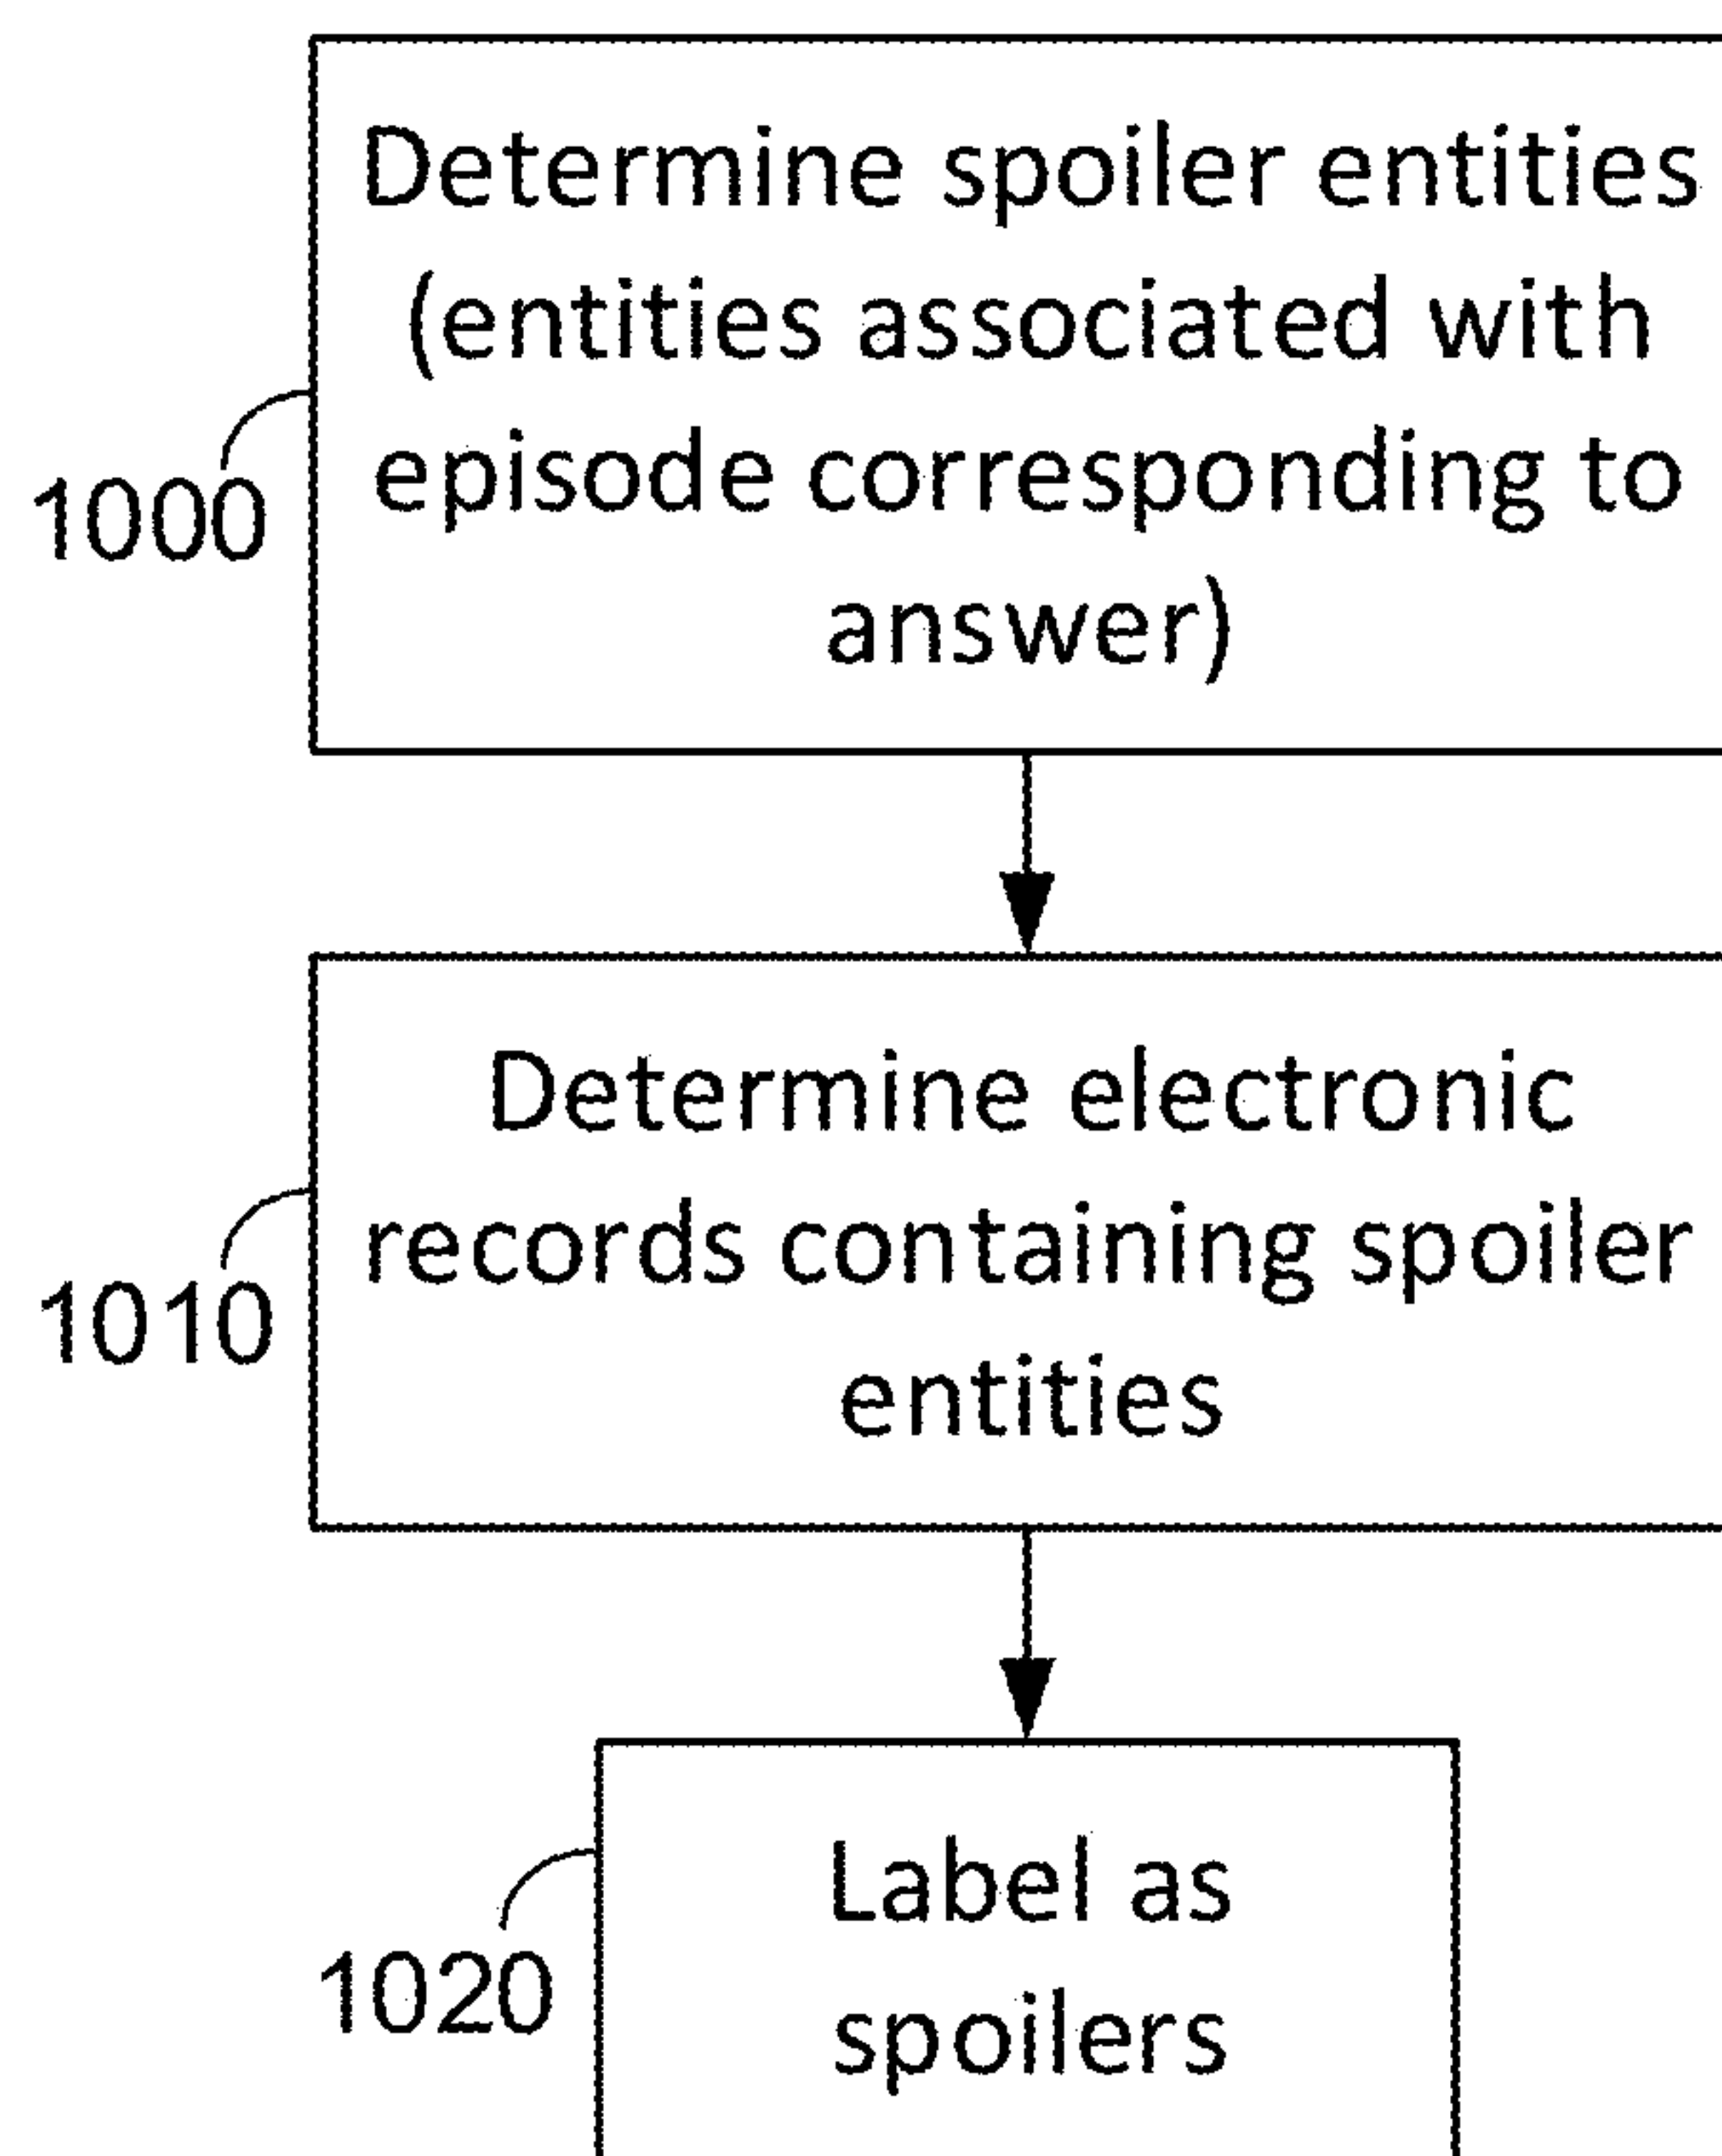 Determine spoiler entities
(entities associated with
episode corresponding to
answer)
1000
Determine electronic
records containing spoiler
entities
1010
Label as
spoilers
1020